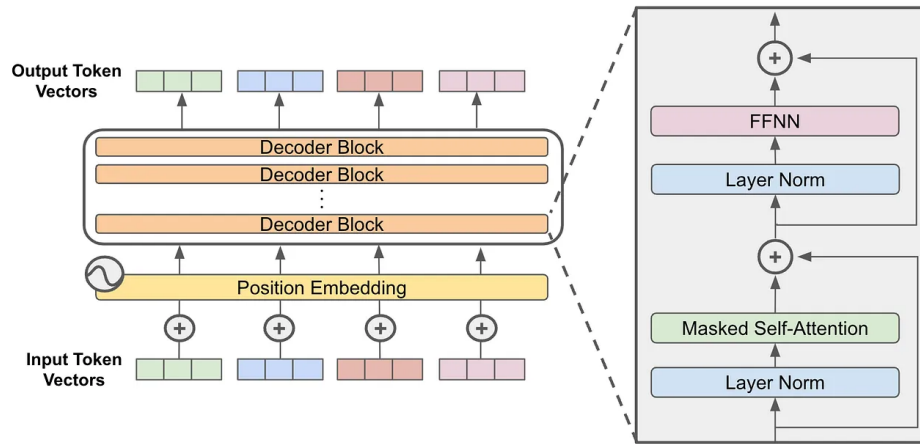 Output Token
Vectors
Decoder Block
Decoder Block
Decoder Block
Position Embedding
Input Token
Vectors
FFNN
Layer Norm
Masked Self-Attention
Layer Norm